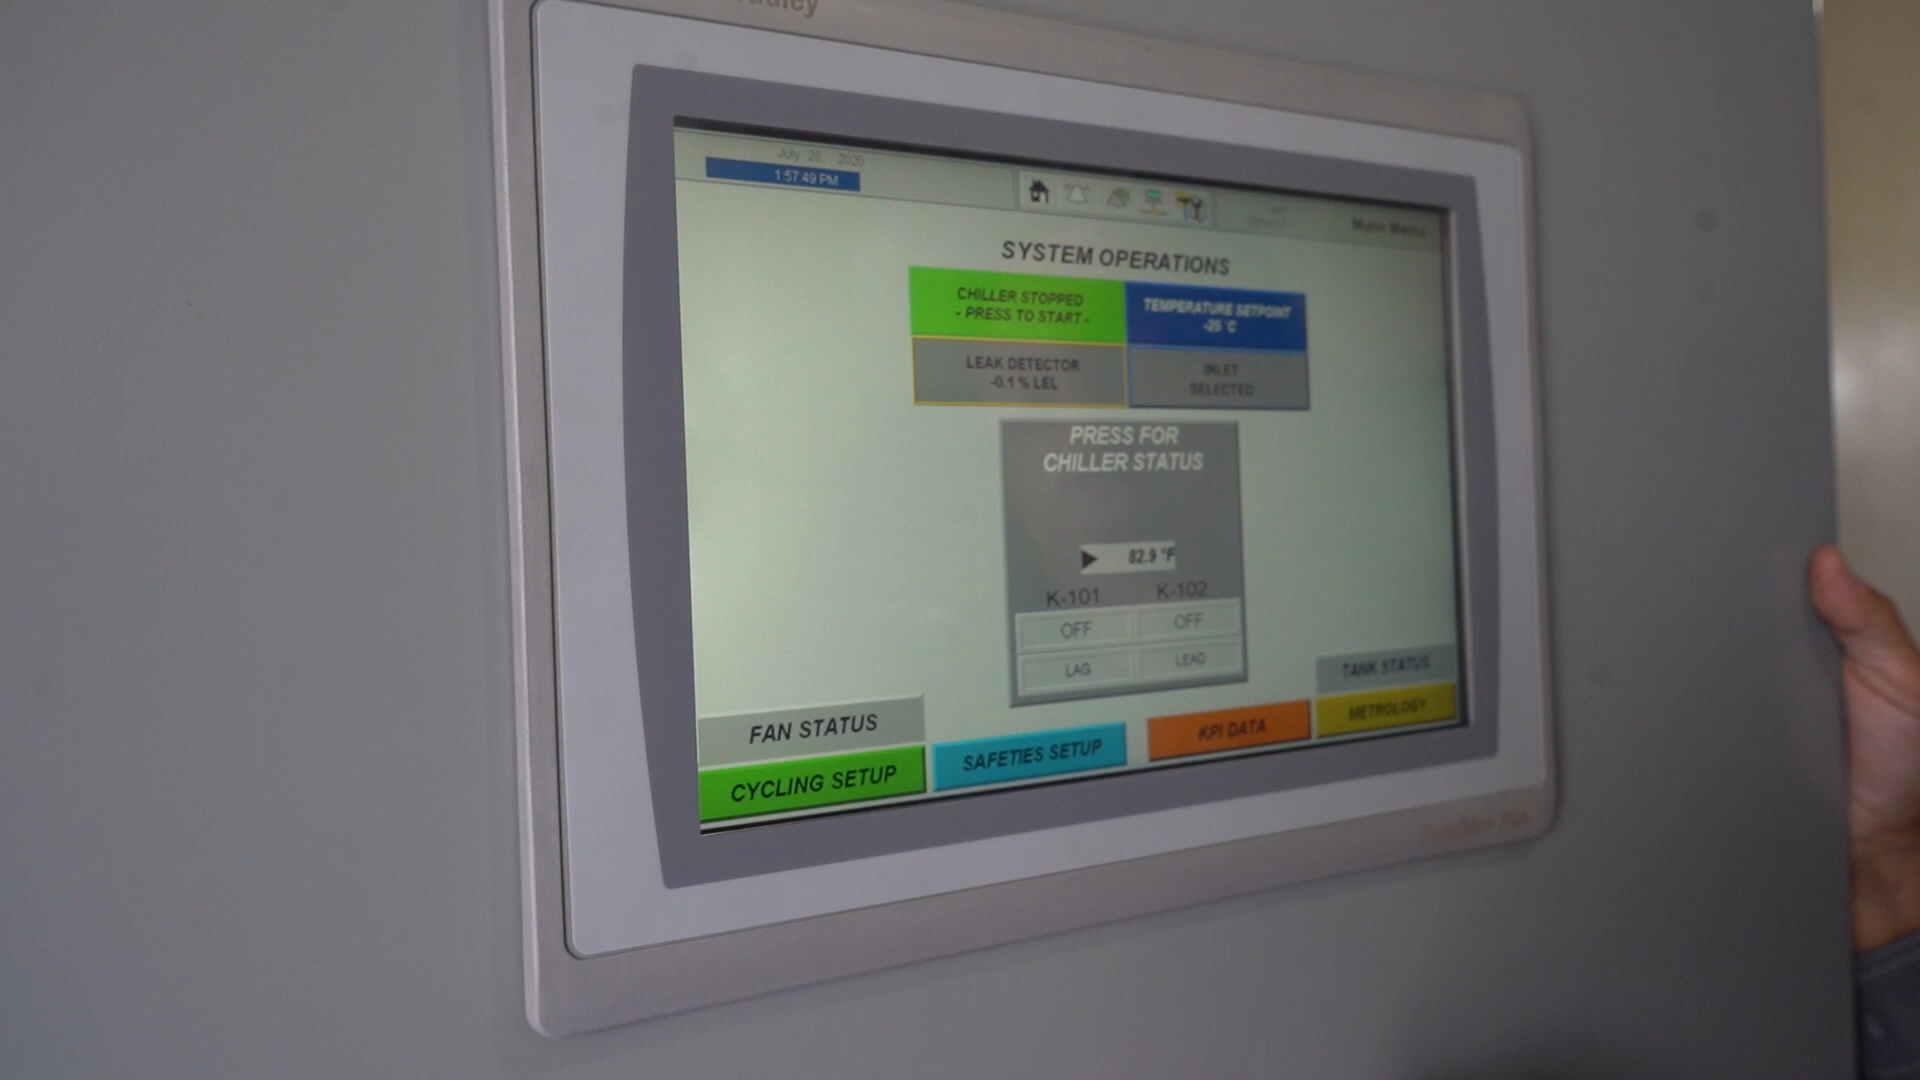 July 28, 2020
1:57:49 PM
Main Menu
SYSTEM OPERATIONS
CHILLER STOPPED
- PRESS TO START -
TEMPERATURE SETPOINT
-25 °C
LEAK DETECTOR
-0.1 % LEL
INLET
SELECTED
PRESS FOR
CHILLER STATUS
82.9 °F
K-101 K-102
OFF OFF
LAG LEAD
TANK STATUS
FAN STATUS
METROLOGY
KPI DATA
SAFETIES SETUP
CYCLING SETUP